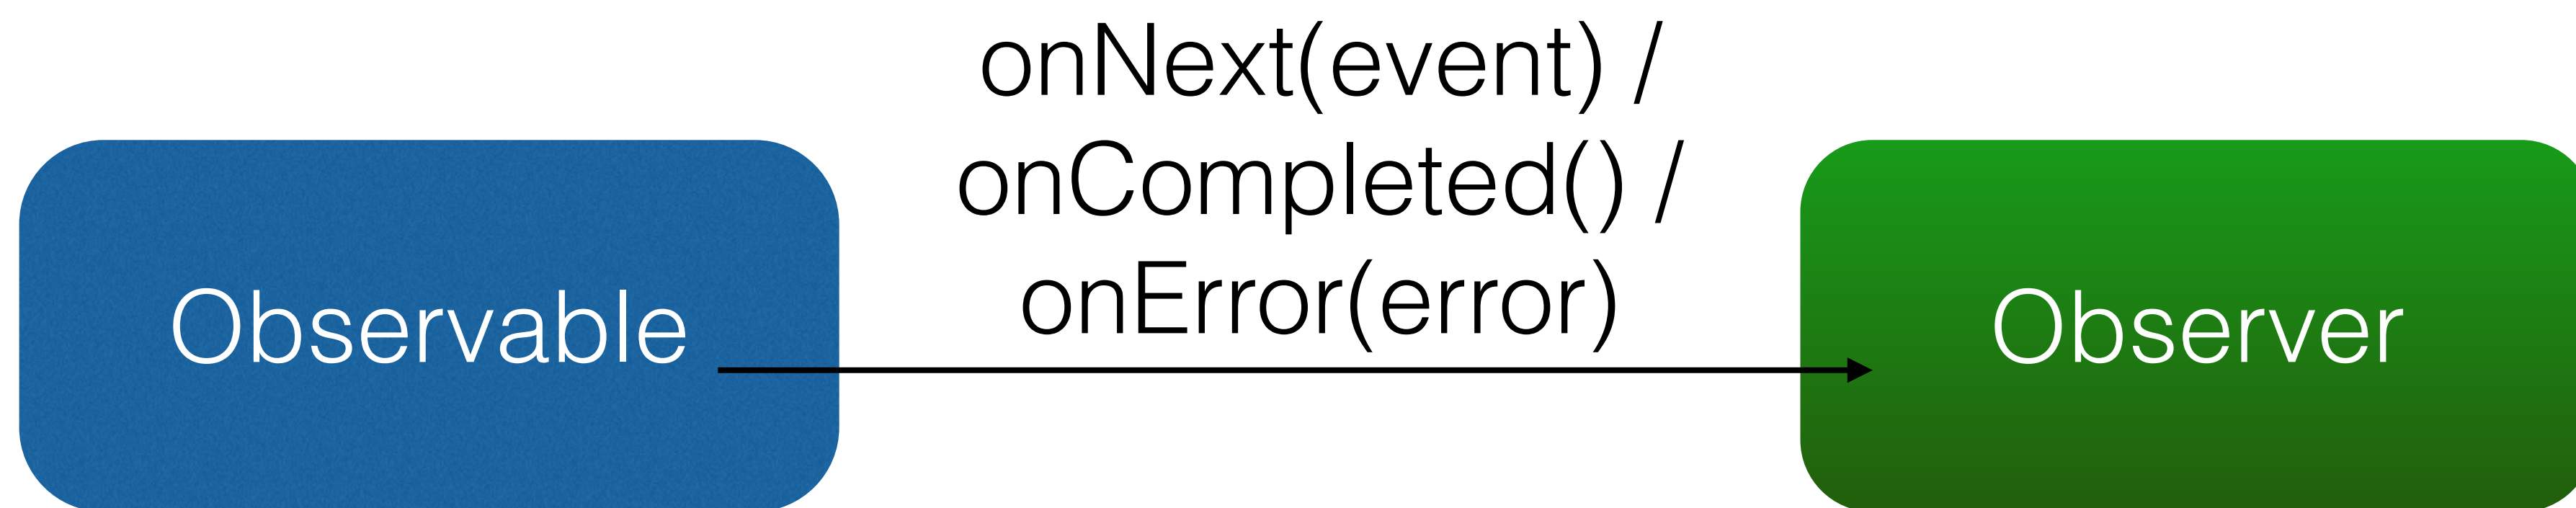 onNext(event) /
onCompleted() /
onError(error)
Observable
Observer